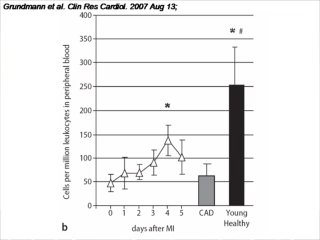 Grundmann et al. Clin Res Cardiol. 2007 Aug 13;
Cells per million leukocytes in peripheral blood
400
350
300
250
200
150
100
50
0
*
* #
0 1 2 3 4 5 CAD Young
Healthy
days after MI
b